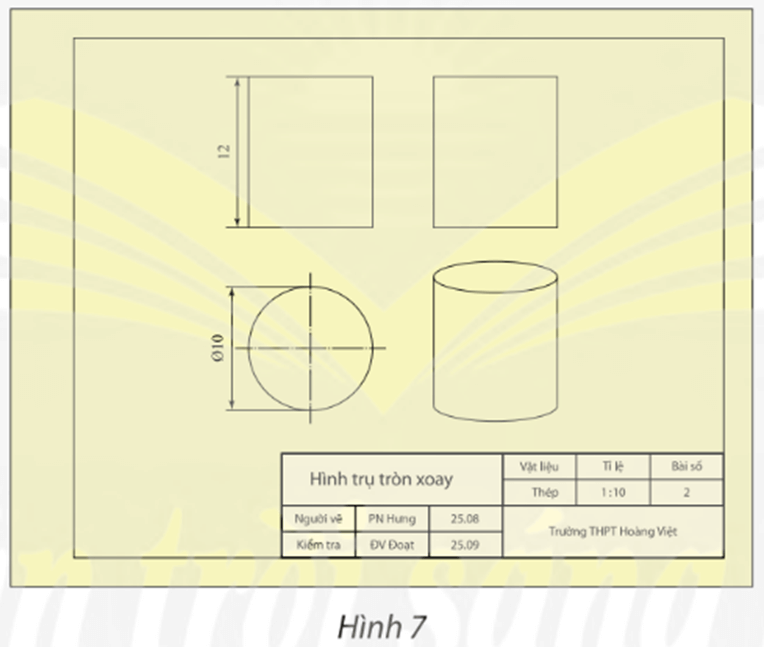 12
Ø10
Hình trụ tròn xoay
Vật liệu Tỉ lệ Bài số
Thép 1:10 2
Người vẽ PN Hưng 25.08
Kiểm tra ĐV Đoạt 25.09
Trường THPT Hoàng Việt
Hình 7